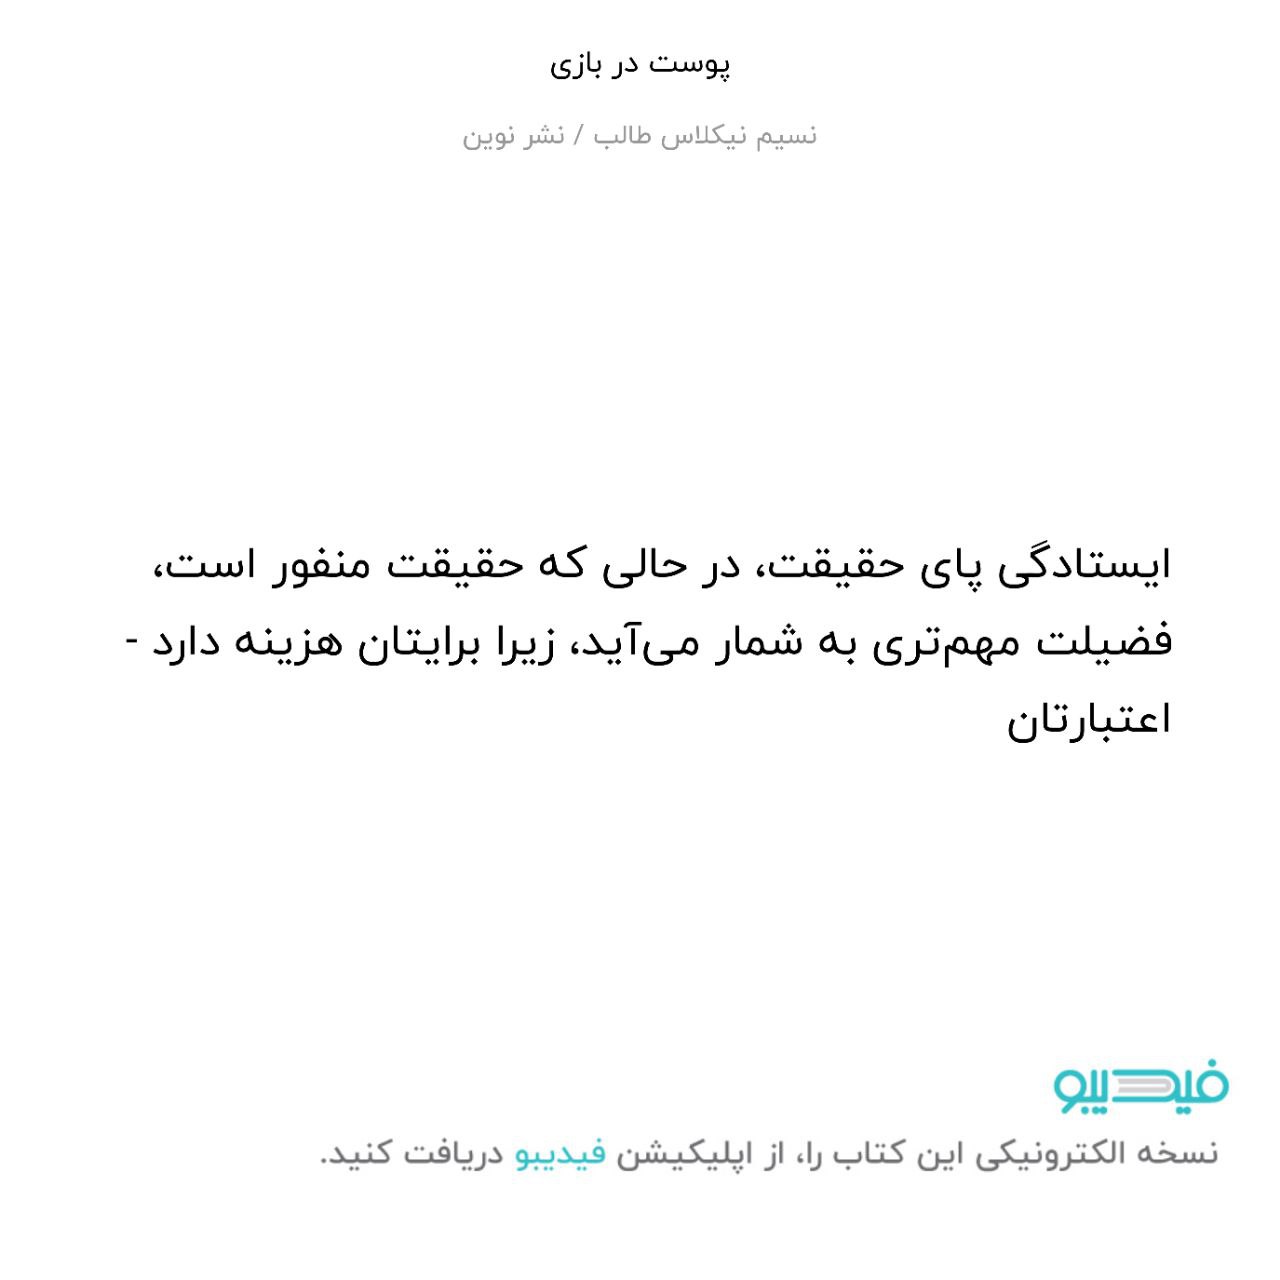 پوست در بازی
نسیم نیکلاس طالب / نشر نوین
ایستادگی پای حقیقت، در حالی که حقیقت منفور است،
فضیلت مهم‌تری به شمار می‌آید، زیرا برایتان هزینه دارد -
اعتبارتان
فیدیبو
نسخه الکترونیکی این کتاب را، از اپلیکیشن فیدیبو دریافت کنید.